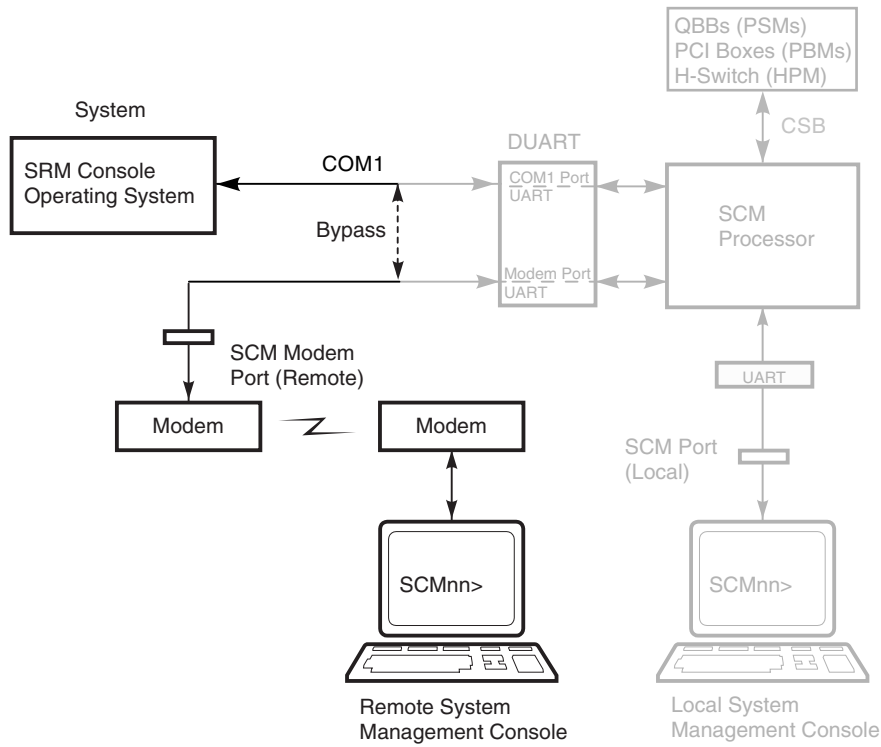 QBBs (PSMs)
PCI Boxes (PBMs)
H-Switch (HPM)
System
CSB
DUART
SRM Console
Operating System
COM1
COM1 Port
UART
SCM
Processor
Bypass
Modem Port
UART
SCM Modem
Port (Remote)
UART
Modem
Modem
SCM Port
(Local)
SCMnn>
SCMnn>
Remote System
Management Console
Local System
Management Console